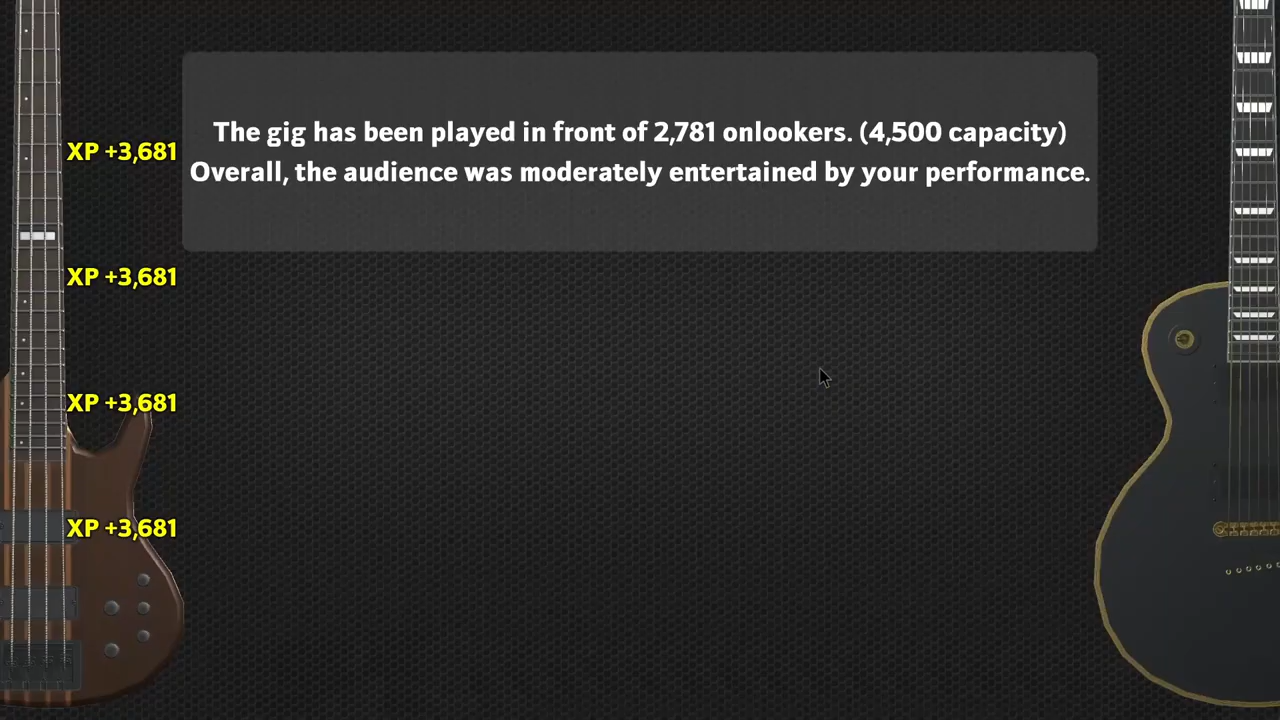 The gig has been played in front of 2,781 onlookers. (4,500 capacity)
Overall, the audience was moderately entertained by your performance.
XP +3,681
XP +3,681
XP +3,681
XP +3,681